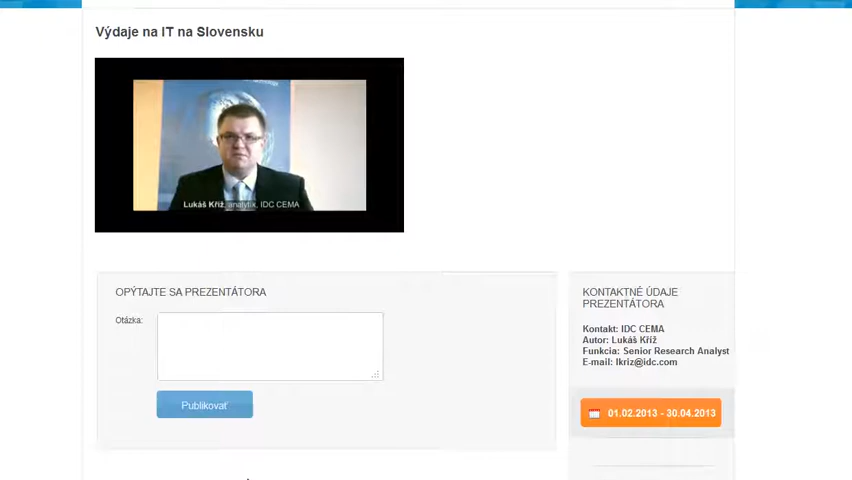 Výdaje na IT na Slovensku
Lukáš Kříž, analytik, IDC CEMA
OPÝTAJTE SA PREZENTÁTORA
Otázka:
Publikovať
KONTAKTNÉ ÚDAJE
PREZENTÁTORA
Kontakt: IDC CEMA
Autor: Lukáš Kříž
Funkcia: Senior Research Analyst
E-mail: lkriz@idc.com
01.02.2013 - 30.04.2013